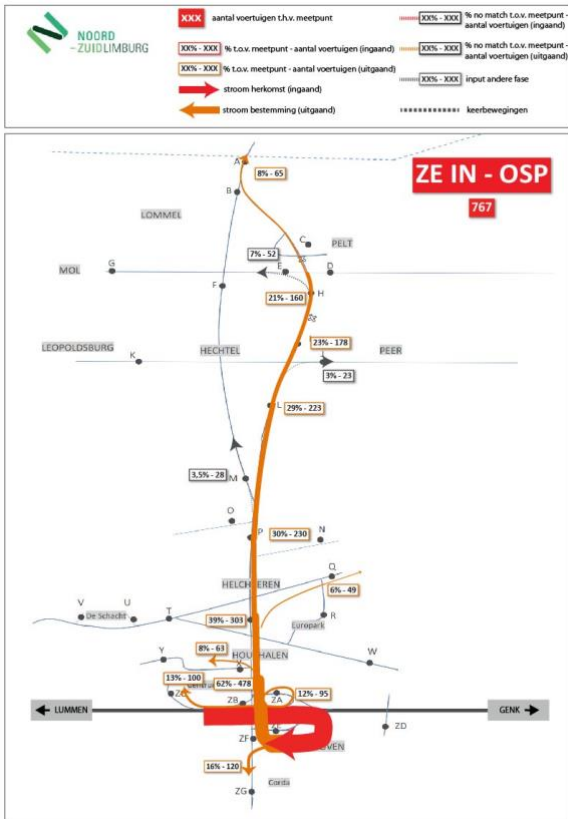 NOORD
-ZUIDLIMBURG
XXX aantal voertuigen t.h.v. meetpunt
XX% - XXX % t.o.v. meetpunt - aantal voertuigen (ingaand)
XX% - XXX % t.o.v. meetpunt - aantal voertuigen (uitgaand)
stroom herkomst (ingaand)
stroom bestemming (uitgaand)
XX% - XXX % no match t.o.v. meetpunt -
aantal voertuigen (ingaand)
XX% - XXX % no match t.o.v. meetpunt -
aantal voertuigen (uitgaand)
XX% - XXX input andere fase
keerbewegingen
ZE IN - OSP
767
A
8% - 65
B
LOMMEL
C
PELT
7% - 52
MOL
G
E
D
F
21% - 160
H
23% - 178
LEOPOLDSBURG
HECHTEL
PEER
K
3% - 23
L
29% - 223
3,5% - 28
M
O
P
30% - 230
N
Q
HELCHTEREN
6% - 49
V
U
De Schacht
T
39% - 303
R
Europark
8% - 63
HOUTHALEN
Y
W
13% - 100
62% - 478
12% - 95
ZB
ZA
LUMMEN
GENK
ZD
ZF
ZE
16% - 120
ZG